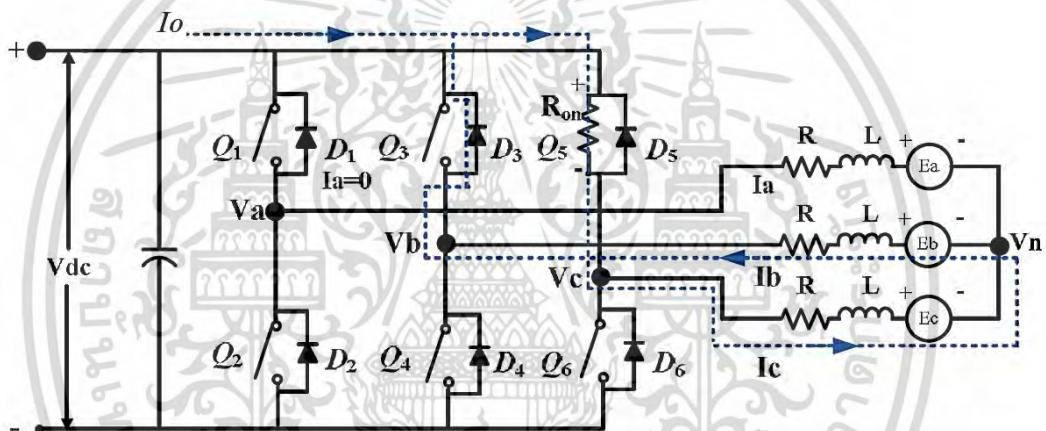 Io
+
+
R_on
Q1
D1
Q3
D3
Q5
D5
-
Ia=0
R
L
+
Ea
-
Ia
Va
Vb
R
L
+
Eb
-
Vn
Vdc
Ib
Vc
R
L
+
Ec
-
Ic
Q2
D2
Q4
D4
Q6
D6
-